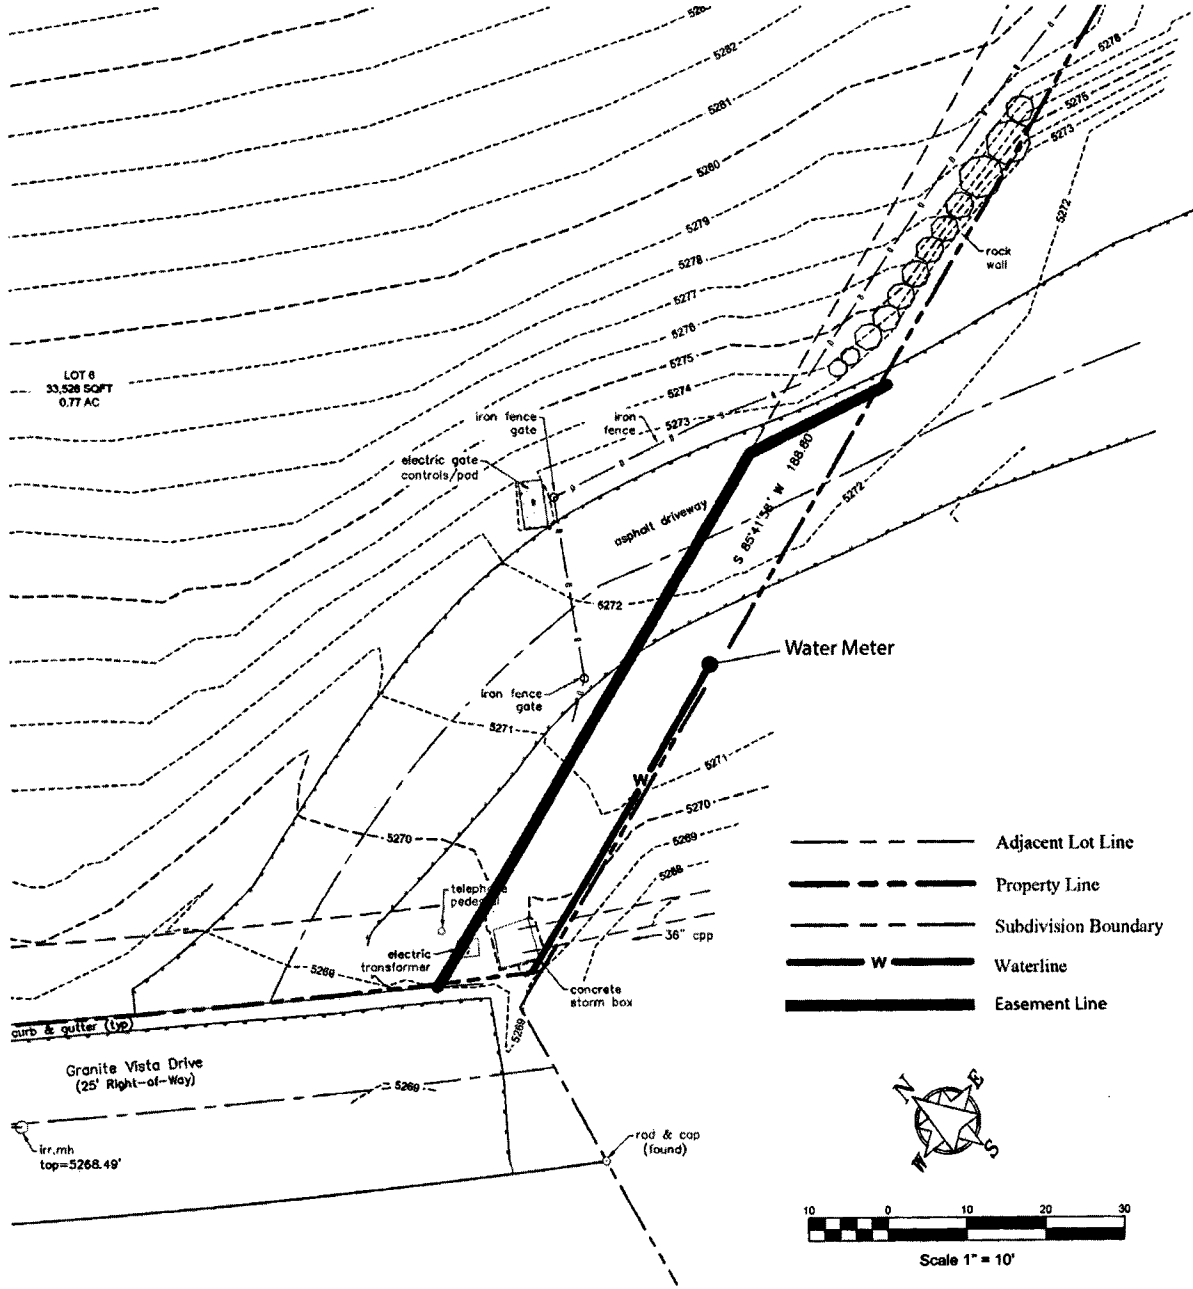 5282
5276
5281
5275
5273
5280
5272
5279
rock
wall
5278
5277
5276
5275
LOT 6
33,526 SQFT
0.77 AC
5274
iron fence
gate
iron
fence
5273
electric gate
controls/pad
S 85°41'58' W 188.80
5272
asphalt driveway
5272
Water Meter
iron fence
gate
5271
5271
W
5270
5270
5269
Adjacent Lot Line
5268
telephone
pedestal
Property Line
Subdivision Boundary
36" cpp
electric
transformer
5269
W
Waterline
concrete
storm box
Easement Line
curb & gutter (typ)
5269
Granite Vista Drive
(25' Right-of-Way)
5269
N
E
W
S
irr.mh
top=5268.49'
rod & cap
(found)
10 0 10 20 30
Scale 1" = 10'